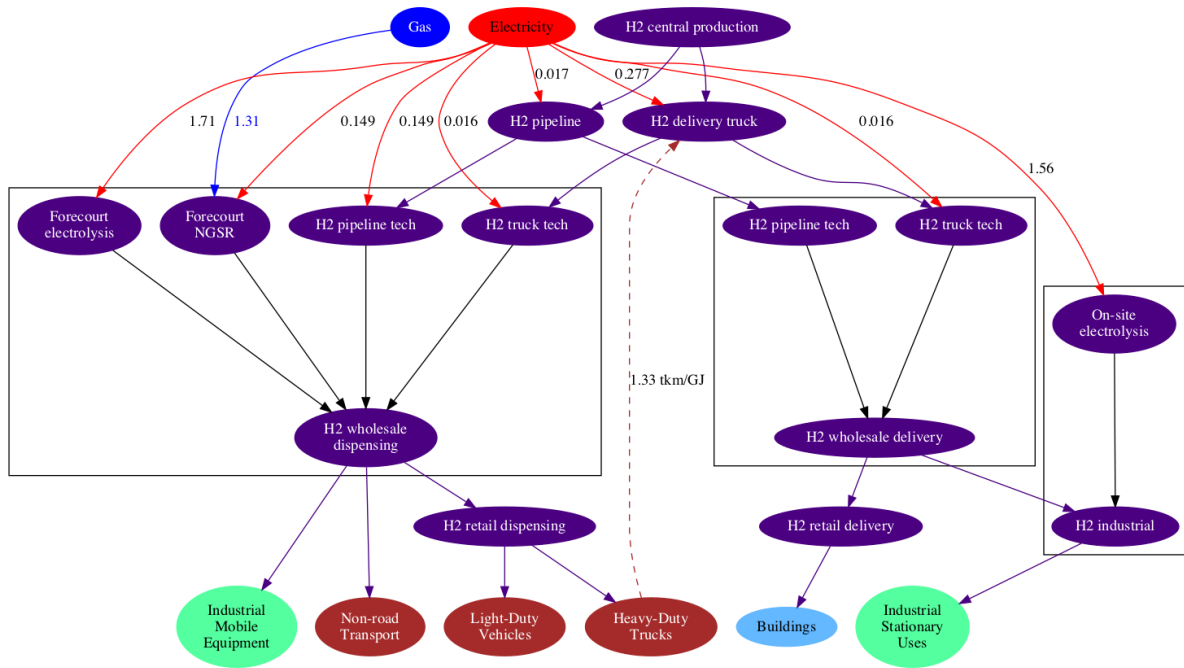 Gas
Electricity
H2 central production
0.017
0.277
1.71
1.31
0.149
0.149
0.016
H2 pipeline
H2 delivery truck
0.016
1.56
Forecourt
electrolysis
Forecourt
NGSR
H2 pipeline tech
H2 truck tech
H2 pipeline tech
H2 truck tech
On-site
electrolysis
1.33 tkm/GJ
H2 wholesale
dispensing
H2 wholesale delivery
H2 retail dispensing
H2 retail delivery
H2 industrial
Industrial
Mobile
Equipment
Non-road
Transport
Light-Duty
Vehicles
Heavy-Duty
Trucks
Buildings
Industrial
Stationary
Uses